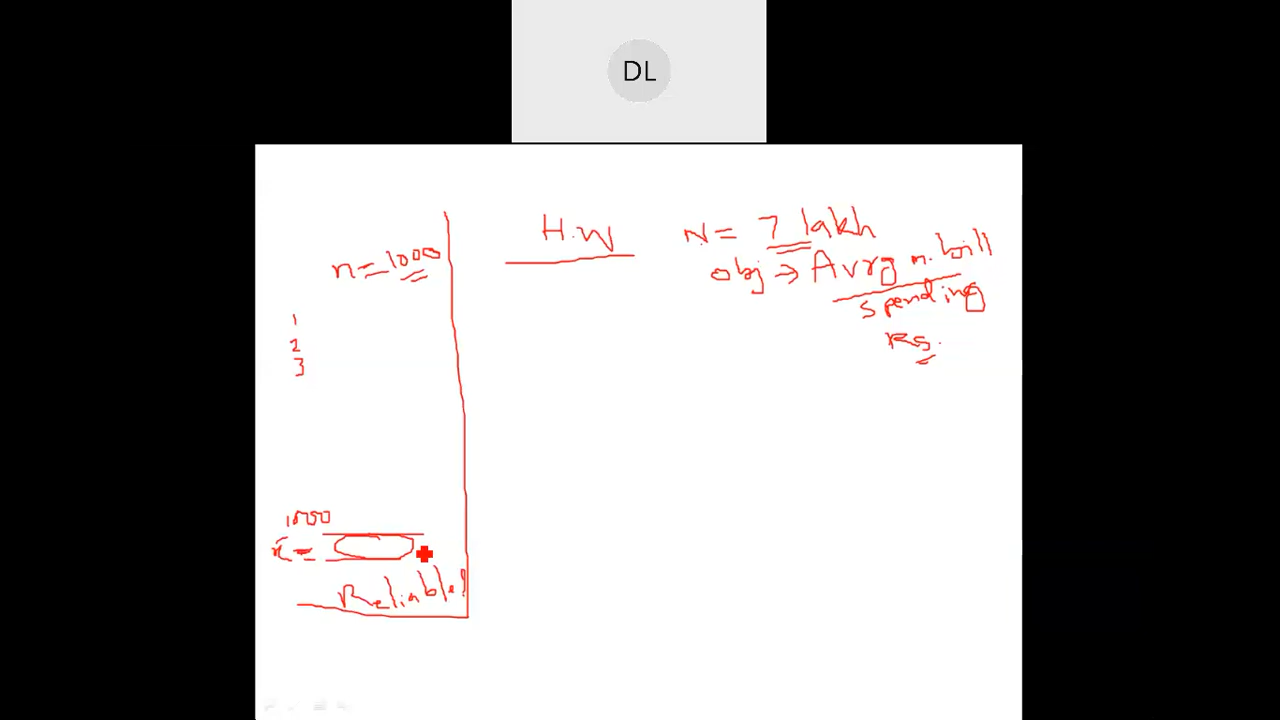 DL
H.W
N= 7 lakh
n=1000
obj → Avrg m. bill
spending
Rs.
1
2
3
1000
x̄ =
Reliable!